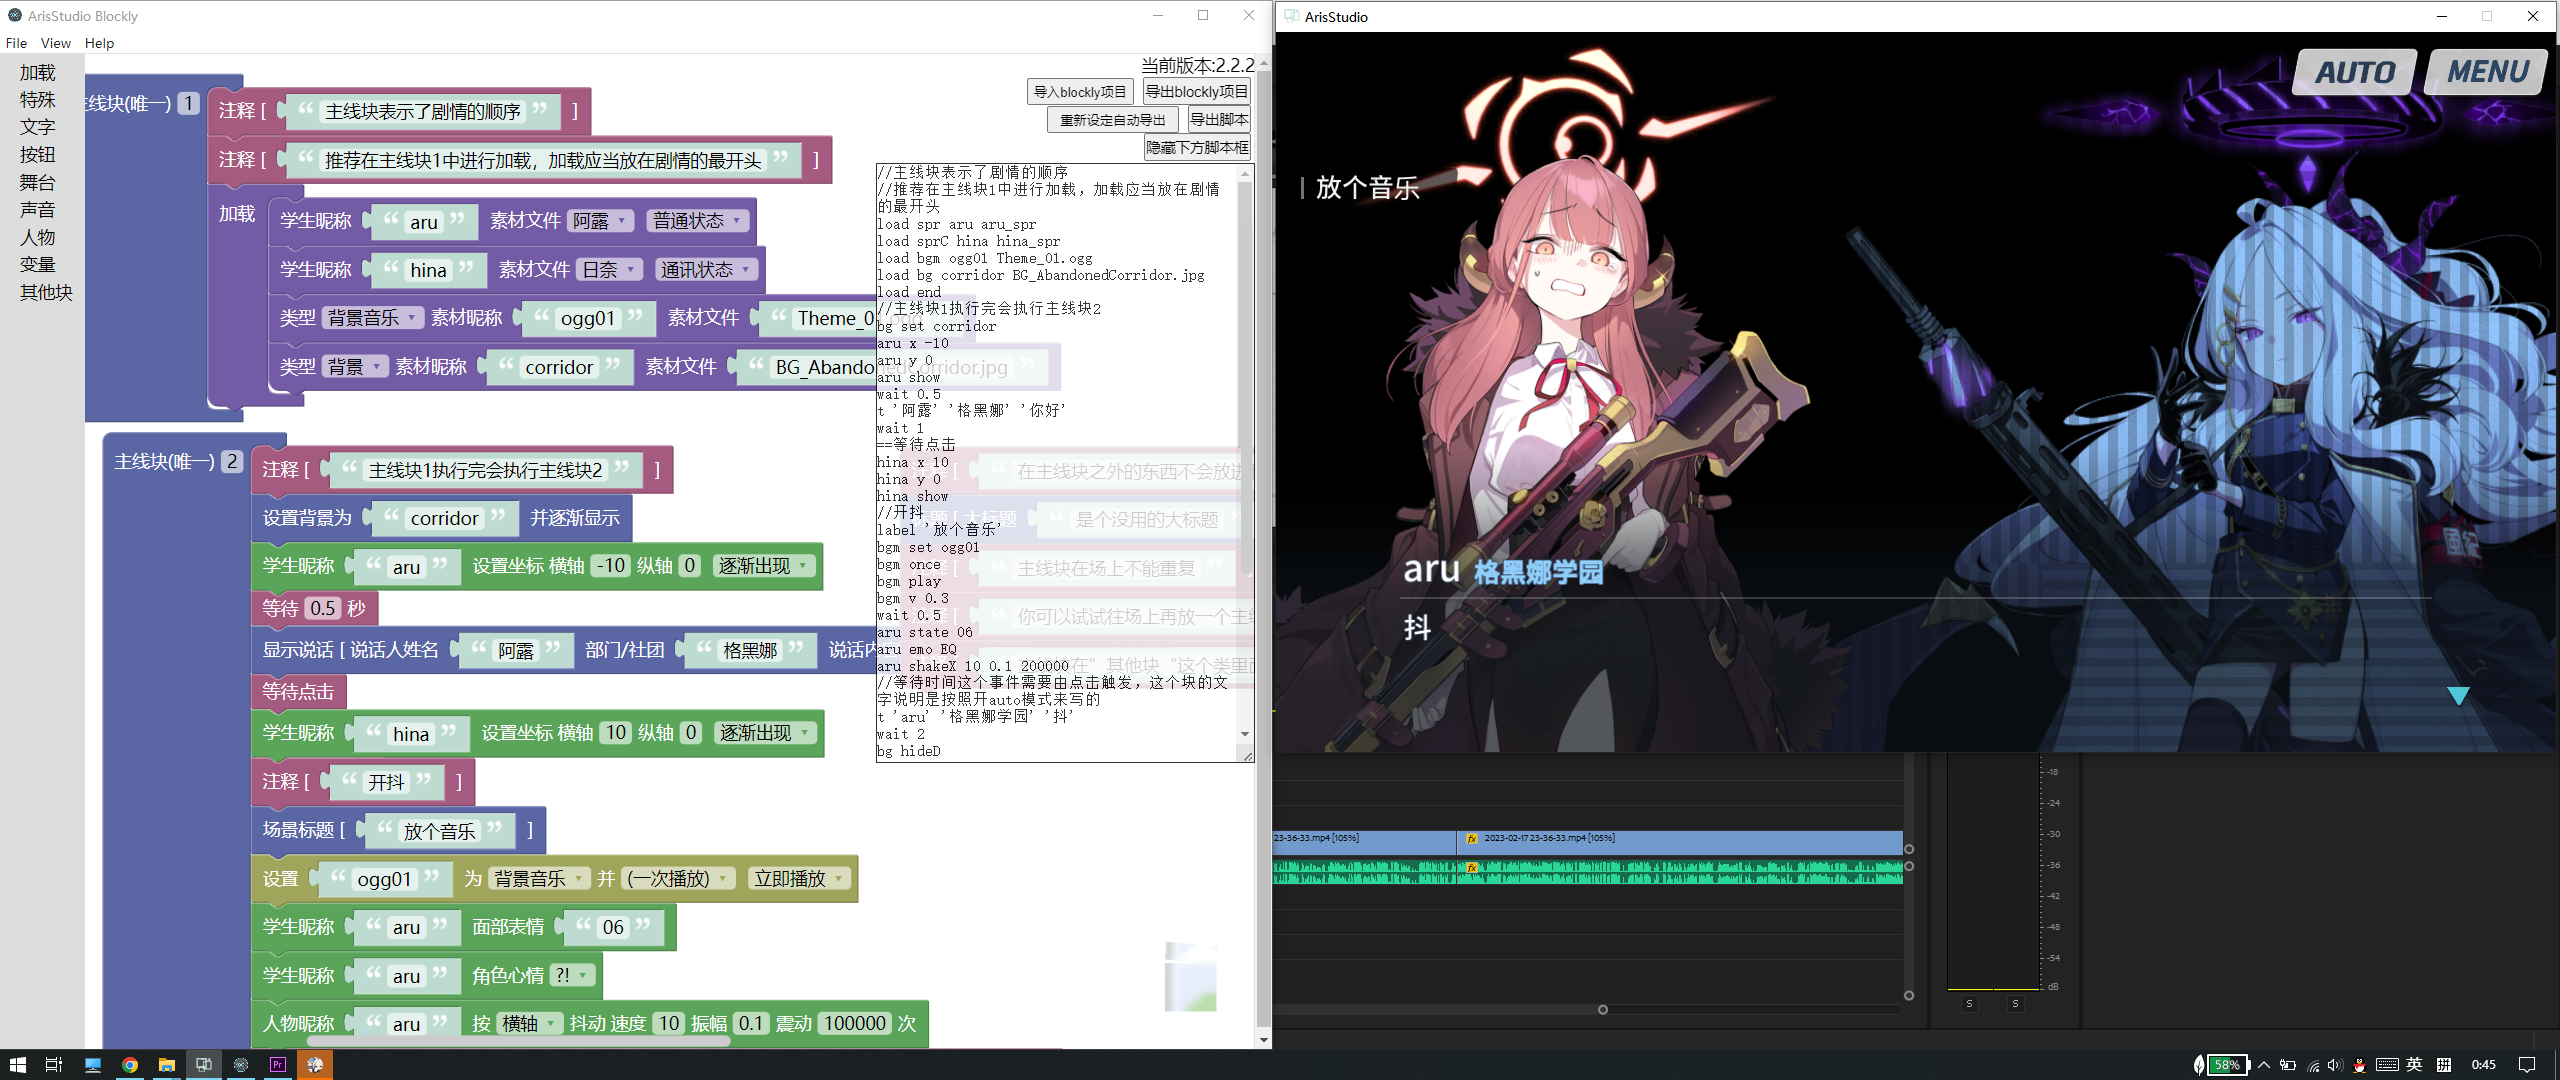 ArisStudio Blockly
File View Help
加载
特殊
文字
按钮
舞台
声音
人物
变量
其他块
当前版本:2.2.2
导入blockly项目 导出blockly项目
重新设定自动导出 导出脚本
隐藏下方脚本框
主线块(唯一) 1
注释 [ “ 主线块表示了剧情的顺序 ” ]
注释 [ “ 推荐在主线块1中进行加载，加载应当放在剧情的最开头 ” ]
加载
学生昵称 “ aru ” 素材文件 阿露 普通状态
学生昵称 “ hina ” 素材文件 日奈 通讯状态
类型 背景音乐 素材昵称 “ ogg01 ” 素材文件 “ Theme_0
类型 背景 素材昵称 “ corridor ” 素材文件 “ BG_AbandonedCorridor.jpg ”
主线块(唯一) 2
注释 [ “ 主线块1执行完会执行主线块2 ” ]
设置背景为 “ corridor ” 并逐渐显示
学生昵称 “ aru ” 设置坐标 横轴 -10 纵轴 0 逐渐出现
等待 0.5 秒
显示说话 [ 说话人姓名 “ 阿露 ” 部门/社团 “ 格黑娜 ” 说话内
等待点击
学生昵称 “ hina ” 设置坐标 横轴 10 纵轴 0 逐渐出现
注释 [ “ 开抖 ” ]
场景标题 [ “ 放个音乐 ” ]
设置 “ ogg01 ” 为 背景音乐 并 (一次播放) 立即播放
学生昵称 “ aru ” 面部表情 “ 06 ”
学生昵称 “ aru ” 角色心情 ?!
人物昵称 “ aru ” 按 横轴 抖动 速度 10 振幅 0.1 震动 100000 次
//主线块表示了剧情的顺序
//推荐在主线块1中进行加载，加载应当放在剧情
的最开头
load spr aru aru_spr
load sprC hina hina_spr
load bgm ogg01 Theme_01.ogg
load bg corridor BG_AbandonedCorridor.jpg
load end
//主线块1执行完会执行主线块2
bg set corridor
aru x -10
aru y 0
aru show
wait 0.5
t '阿露' '格黑娜' '你好'
wait 1
==等待点击
hina x 10
hina y 0
hina show
//开抖
label '放个音乐'
bgm set ogg01
bgm once
bgm play
bgm v 0.3
wait 0.5
aru state 06
aru emo EQ
aru shakeX 10 0.1 200000
//等待时间这个事件需要由点击触发，这个块的文
字说明是按照开auto模式来写的
t 'aru' '格黑娜学园' '抖'
wait 2
bg hideD
“ 在主线块之外的东西不会放进
标题 [ 大标题 “ 是个没用的大标题 ”
[ “ 主线块在场上不能重复 ”
[ “ 你可以试试往场上再放一个主线
在”其他块“这个类里面
ArisStudio
AUTO MENU
放个音乐
aru 格黑娜学园
抖
风纪
23-36-33.mp4 [105%]
fx 2023-02-17 23-36-33.mp4 [105%]
fx
-18
-24
-30
-36
-42
-48
-54
dB
S S
Pr
58%
英
拼
0:45